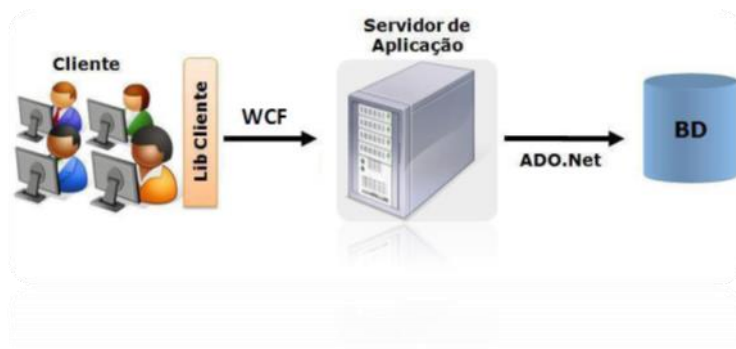 Cliente
Lib Cliente
WCF
Servidor de
Aplicação
ADO.Net
BD